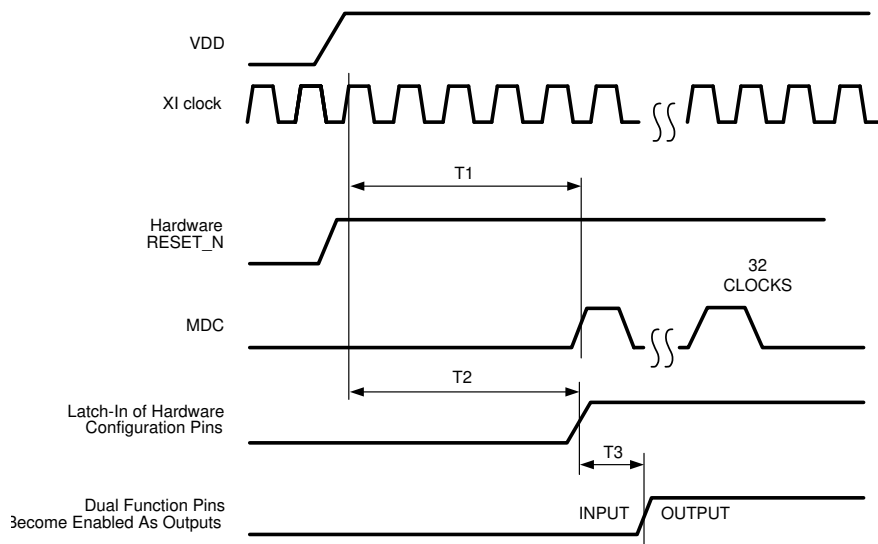 VDD
XI clock
T1
Hardware
RESET_N
32
CLOCKS
MDC
T2
Latch-In of Hardware
Configuration Pins
T3
Dual Function Pins
Become Enabled As Outputs
INPUT
OUTPUT